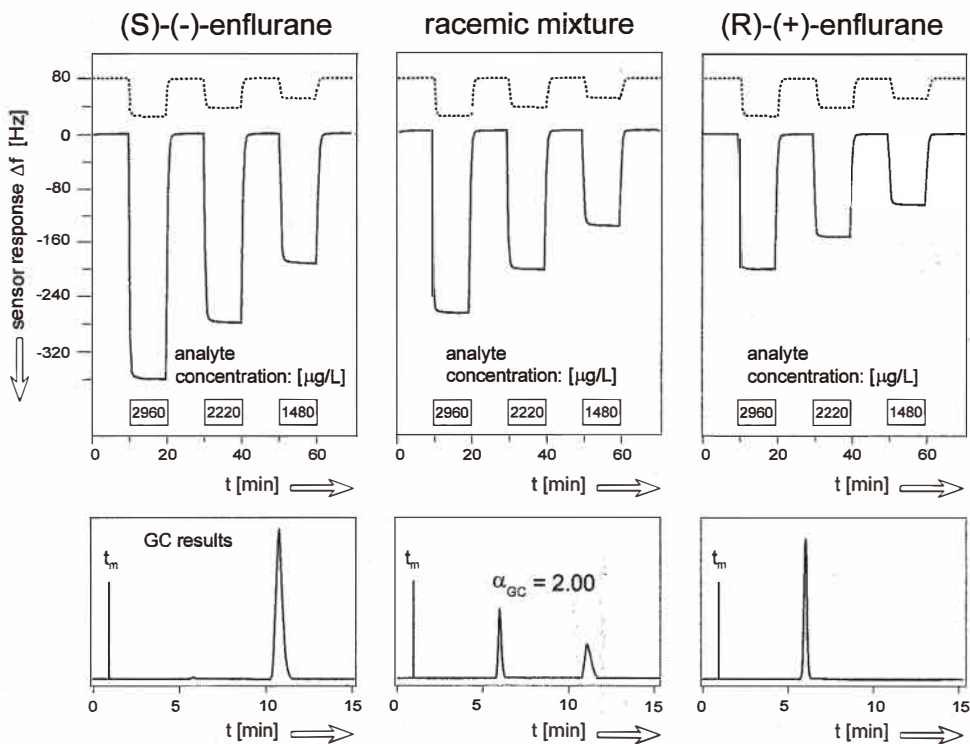 (S)-(-)-enflurane racemic mixture (R)-(+)-enflurane
sensor response Δf [Hz]
80
0
-80
-160
-240
-320
analyte
concentration: [µg/L]
2960 2220 1480
0 20 40 60
t [min]
analyte
concentration: [µg/L]
2960 2220 1480
0 20 40 60
t [min]
analyte
concentration: [µg/L]
2960 2220 1480
0 20 40 60
t [min]
GC results
tm
0 5 10 15
t [min]
tm
αGC = 2.00
0 5 10 15
t [min]
tm
0 5 10 15
t [min]